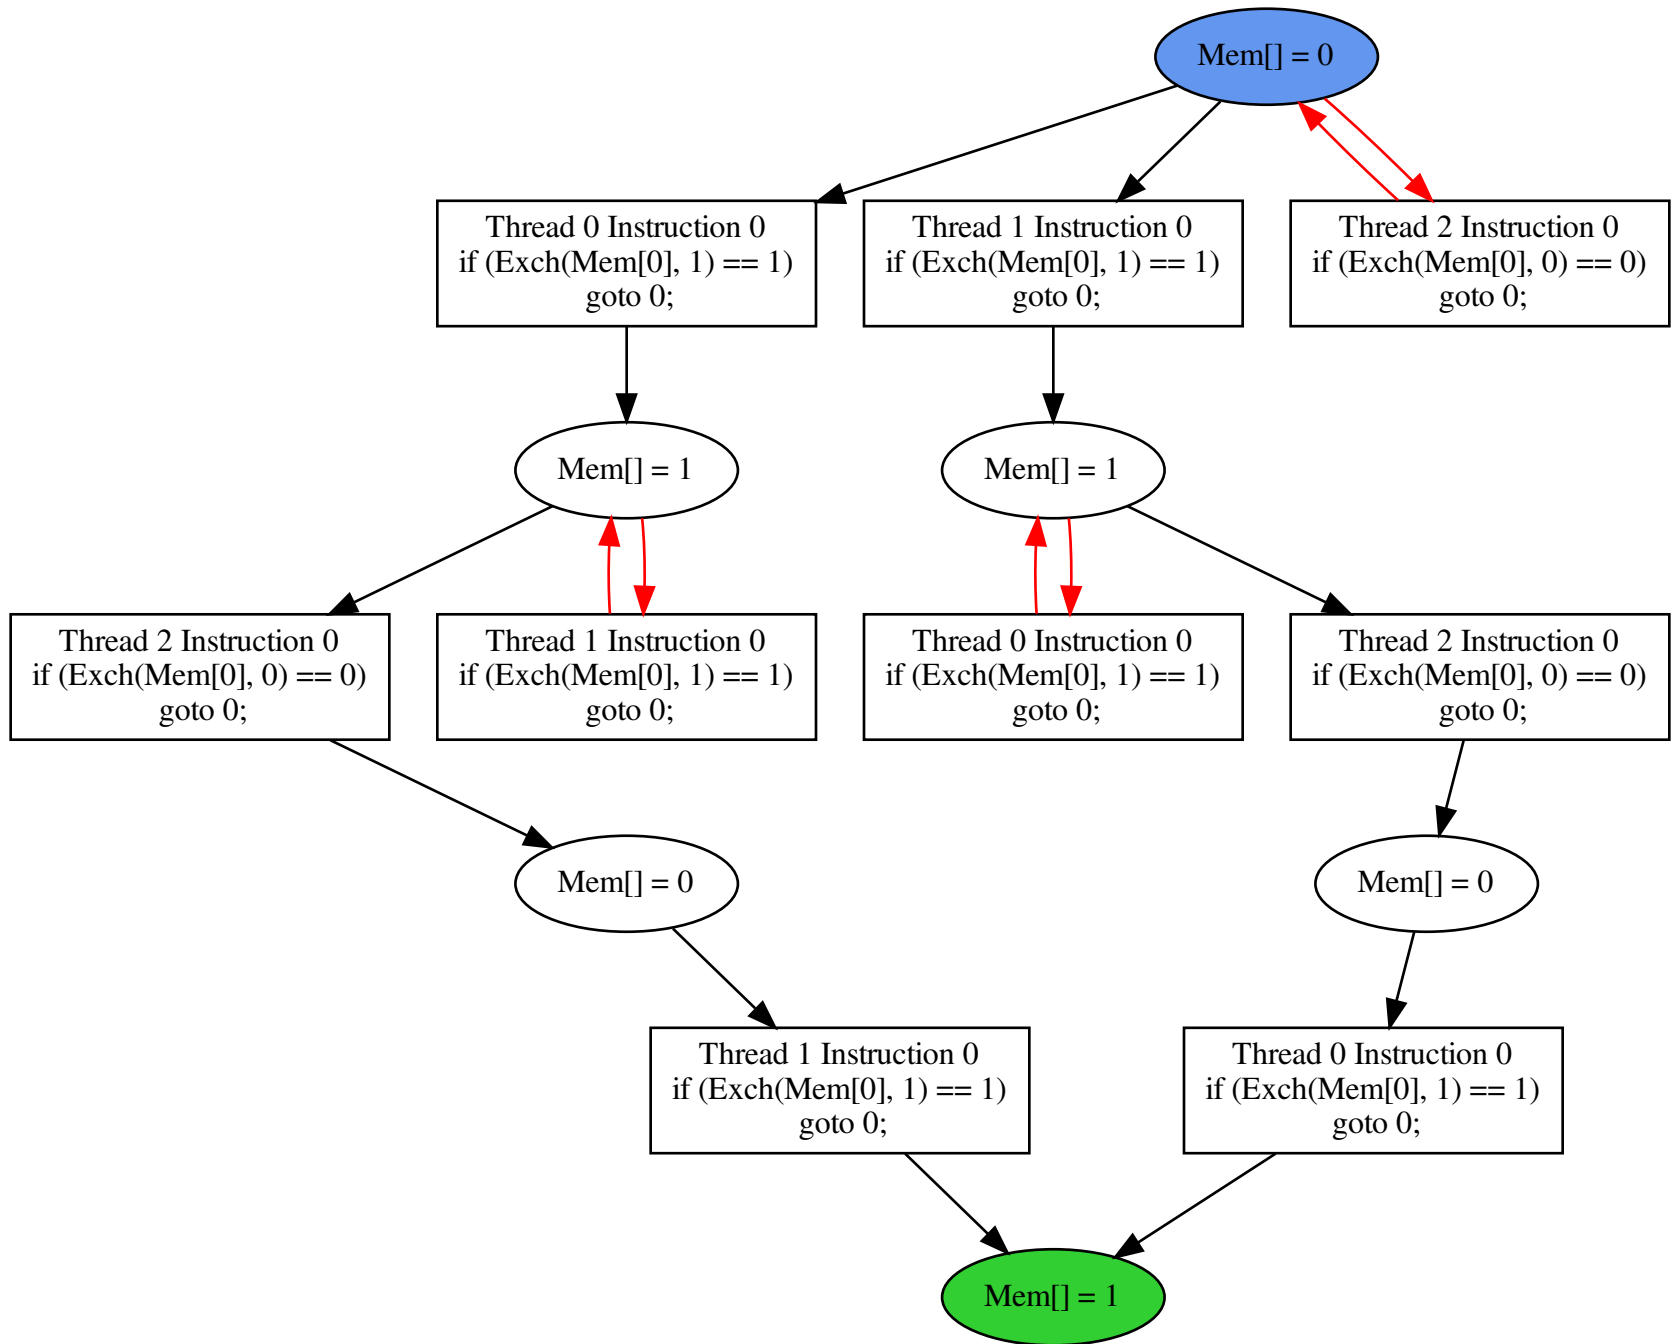 Mem[] = 0
Thread 0 Instruction 0
if (Exch(Mem[0], 1) == 1)
goto 0;
Thread 1 Instruction 0
if (Exch(Mem[0], 1) == 1)
goto 0;
Thread 2 Instruction 0
if (Exch(Mem[0], 0) == 0)
goto 0;
Mem[] = 1
Mem[] = 1
Thread 2 Instruction 0
if (Exch(Mem[0], 0) == 0)
goto 0;
Thread 1 Instruction 0
if (Exch(Mem[0], 1) == 1)
goto 0;
Thread 0 Instruction 0
if (Exch(Mem[0], 1) == 1)
goto 0;
Thread 2 Instruction 0
if (Exch(Mem[0], 0) == 0)
goto 0;
Mem[] = 0
Mem[] = 0
Thread 1 Instruction 0
if (Exch(Mem[0], 1) == 1)
goto 0;
Thread 0 Instruction 0
if (Exch(Mem[0], 1) == 1)
goto 0;
Mem[] = 1